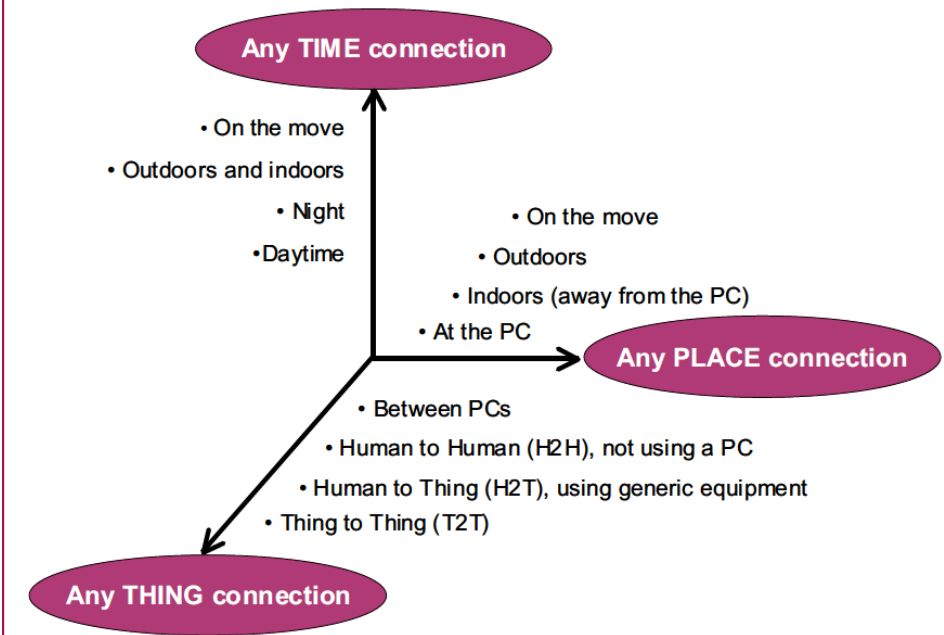 Any TIME connection
• On the move
• Outdoors and indoors
• Night
•Daytime
• On the move
• Outdoors
• Indoors (away from the PC)
• At the PC
Any PLACE connection
• Between PCs
• Human to Human (H2H), not using a PC
• Human to Thing (H2T), using generic equipment
• Thing to Thing (T2T)
Any THING connection